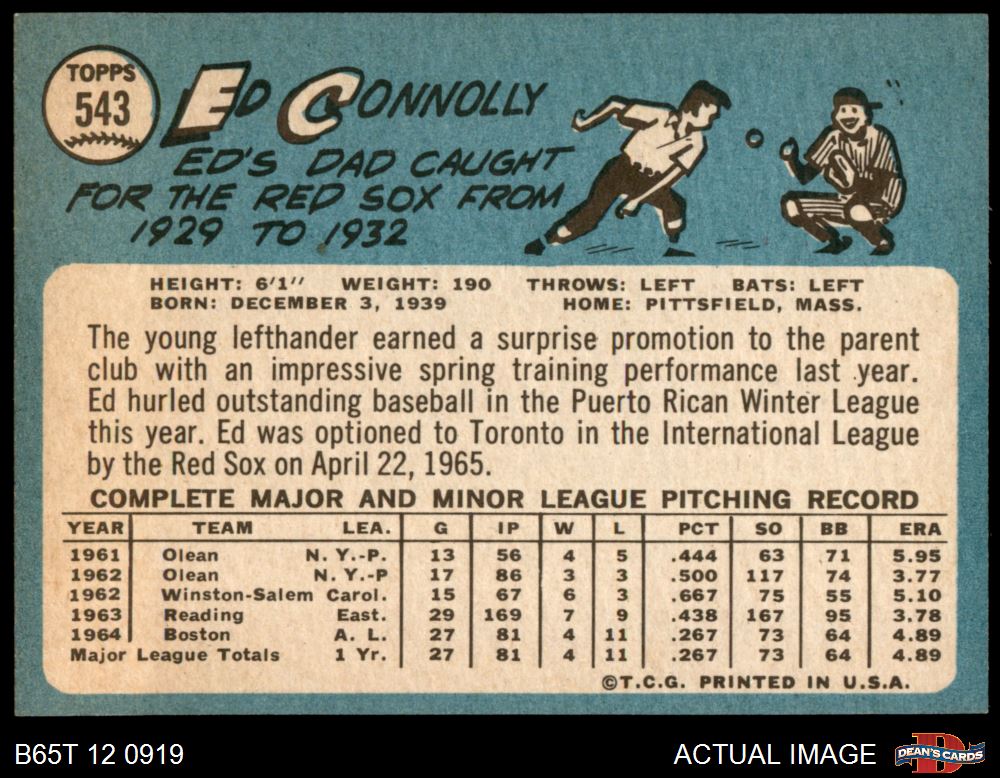 TOPPS
543
ED CONNOLLY
ED'S DAD CAUGHT
FOR THE RED SOX FROM
1929 TO 1932
HEIGHT: 6'1" WEIGHT: 190 THROWS: LEFT BATS: LEFT
BORN: DECEMBER 3, 1939 HOME: PITTSFIELD, MASS.
The young lefthander earned a surprise promotion to the parent
club with an impressive spring training performance last year.
Ed hurled outstanding baseball in the Puerto Rican Winter League
this year. Ed was optioned to Toronto in the International League
by the Red Sox on April 22, 1965.
COMPLETE MAJOR AND MINOR LEAGUE PITCHING RECORD
YEAR TEAM LEA. G IP W L PCT SO BB ERA
1961 Olean N. Y.-P. 13 56 4 5 .444 63 71 5.95
1962 Olean N. Y.-P 17 86 3 3 .500 117 74 3.77
1962 Winston-Salem Carol. 15 67 6 3 .667 75 55 5.10
1963 Reading East. 29 169 7 9 .438 167 95 3.78
1964 Boston A. L. 27 81 4 11 .267 73 64 4.89
Major League Totals 1 Yr. 27 81 4 11 .267 73 64 4.89
©T.C.G. PRINTED IN U.S.A.
B65T 12 0919 ACTUAL IMAGE DEAN'S CARDS